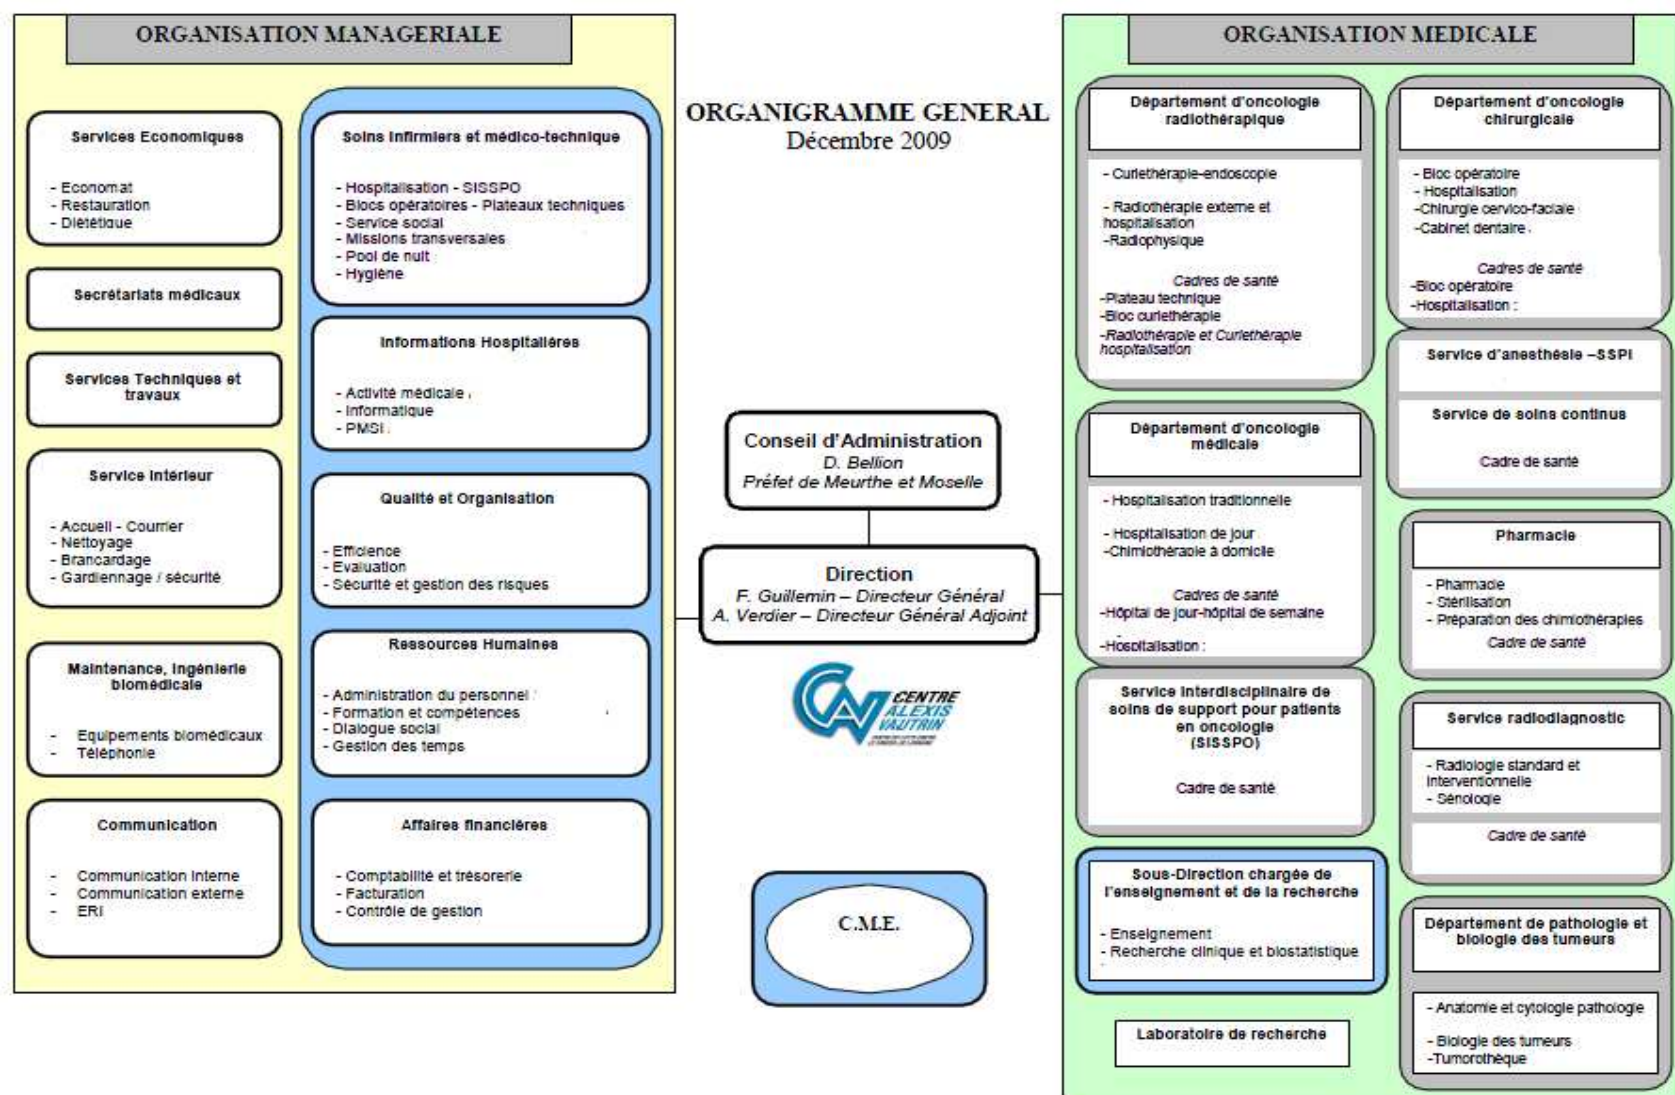 ORGANISATION MANAGERIALE
Services Economiques
- Economat
- Restauration
- Diététique
Secrétariats médicaux
Services Techniques et
travaux
Service Intérieur
- Accueil - Courrier
- Nettoyage
- Brancardage
- Gardiennage / sécurité
Maintenance, Ingénierie
biomédicale
- Equipements biomédicaux
- Téléphonie
Communication
- Communication Interne
- Communication externe
- ERI
Soins Infirmiers et médico-technique
- Hospitalisation - SISSPO
- Blocs opératoires - Plateaux techniques
- Service social
- Missions transversales
- Pool de nuit
- Hygiène
Informations Hospitalières
- Activité médicale
- Informatique
- PMSI
Qualité et Organisation
- Efficience
- Evaluation
- Sécurité et gestion des risques
Ressources Humaines
- Administration du personnel
- Formation et compétences
- Dialogue social
- Gestion des temps
Affaires financières
- Comptabilité et trésorerie
- Facturation
- Contrôle de gestion
ORGANIGRAMME GENERAL
Décembre 2009
Conseil d'Administration
D. Bellion
Préfet de Meurthe et Moselle
Direction
F. Guillemin – Directeur Général
A. Verdier – Directeur Général Adjoint
CAV
CENTRE
ALEXIS
VAUTRIN
C.M.E.
ORGANISATION MEDICALE
Département d'oncologie
radiothérapique
- Curiethérapie-endoscopie
- Radiothérapie externe et
hospitalisation
-Radiophysique
Cadres de santé
-Plateau technique
-Bloc curiethérapie
-Radiothérapie et Curiethérapie
hospitalisation
Département d'oncologie
médicale
- Hospitalisation traditionnelle
- Hospitalisation de jour
-Chimiothérapie à domicile
Cadres de santé
-Hôpital de jour-hôpital de semaine
-Hospitalisation :
Service Interdisciplinaire de
soins de support pour patients
en oncologie
(SISSPO)
Cadre de santé
Sous-Direction chargée de
l'enseignement et de la recherche
- Enseignement
- Recherche clinique et biostatistique
Laboratoire de recherche
Département d'oncologie
chirurgicale
- Bloc opératoire
- Hospitalisation
-Chirurgie cervico-faciale
-Cabinet dentaire
Cadres de santé
-Bloc opératoire
-Hospitalisation :
Service d'anesthésie –SSPI
Service de soins continus
Cadre de santé
Pharmacie
- Pharmacie
- Stérilisation
- Préparation des chimiothérapies
Cadre de santé
Service radiodiagnostic
- Radiologie standard et
interventionnelle
- Sénologie
Cadre de santé
Département de pathologie et
biologie des tumeurs
- Anatomie et cytologie pathologie
- Biologie des tumeurs
-Tumorothèque